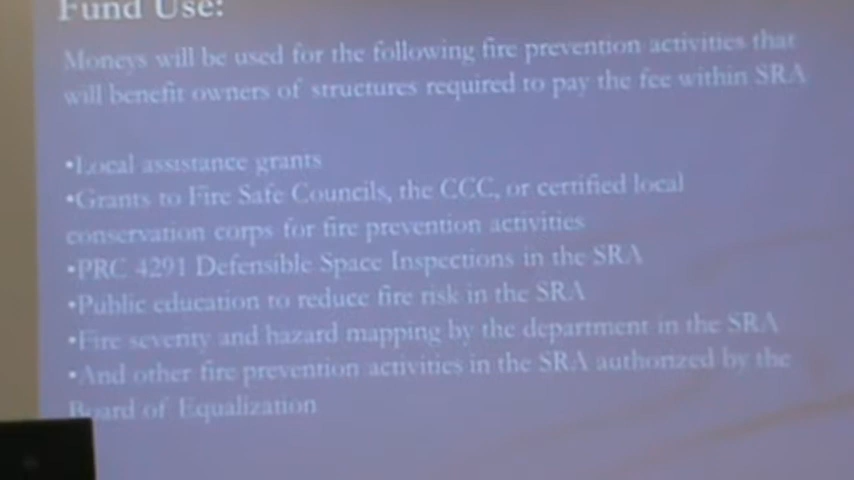 Fund Use:
Moneys will be used for the following fire prevention activities that
will benefit owners of structures required to pay the fee within SRA
•Local assistance grants
•Grants to Fire Safe Councils, the CCC, or certified local
conservation corps for fire prevention activities
•PRC 4291 Defensible Space Inspections in the SRA
•Public education to reduce fire risk in the SRA
•Fire severity and hazard mapping by the department in the SRA
•And other fire prevention activities in the SRA authorized by the
Board of Equalization